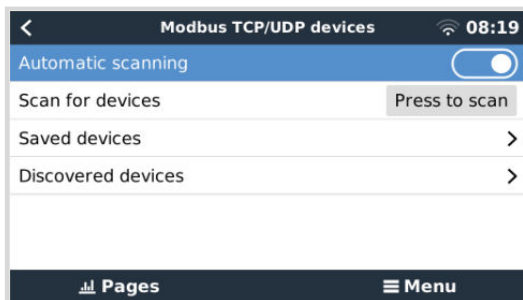 Modbus TCP/UDP devices 08:19
Automatic scanning
Scan for devices Press to scan
Saved devices
Discovered devices
Pages Menu